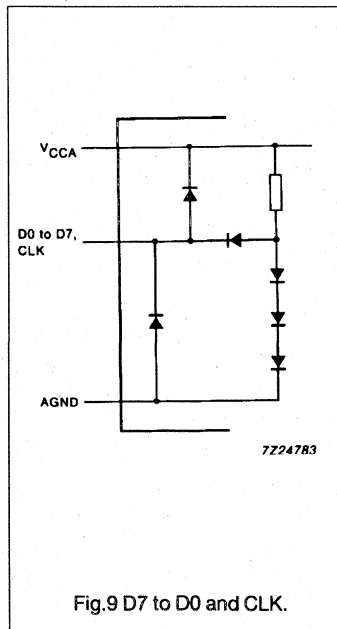 VCCA
D0 to D7,
CLK
AGND
7Z24783
Fig.9 D7 to D0 and CLK.